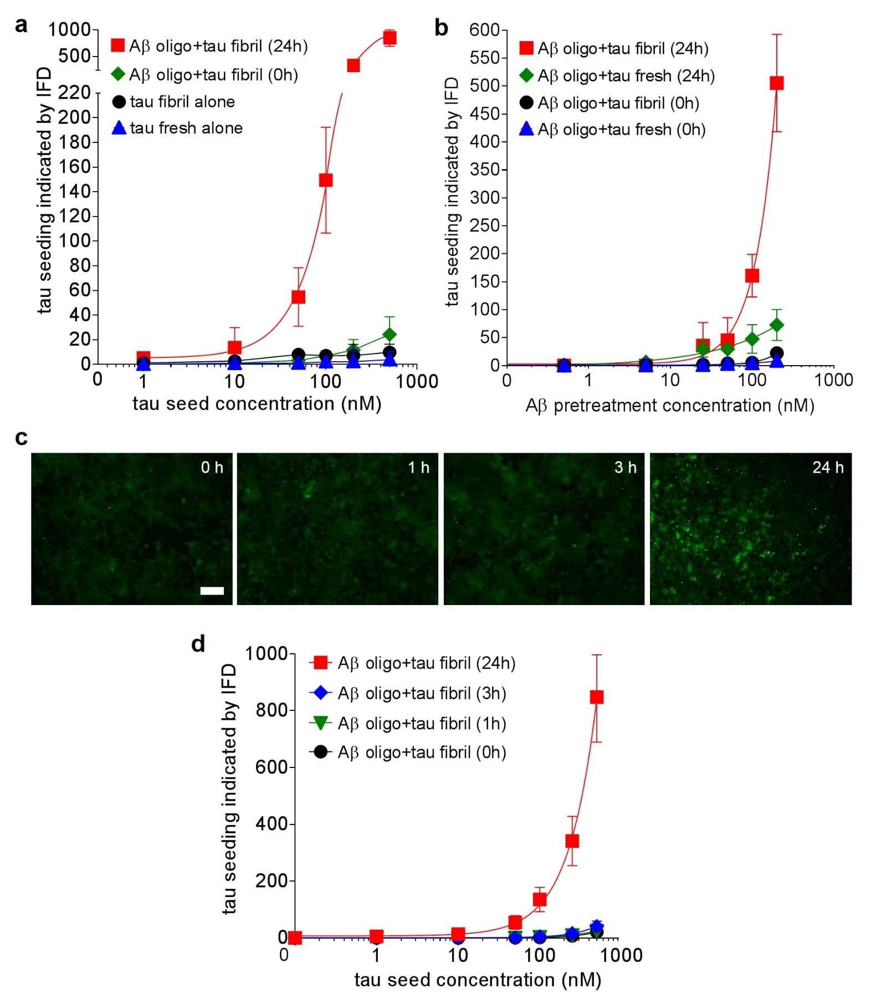 a
tau seeding indicated by IFD
1000
500
220
200
180
160
140
120
100
80
60
40
20
0
Aβ oligo+tau fibril (24h)
Aβ oligo+tau fibril (0h)
tau fibril alone
tau fresh alone
0 1 10 100 1000
tau seed concentration (nM)
b
tau seeding indicated by IFD
600
550
500
450
400
350
300
250
200
150
100
50
0
Aβ oligo+tau fibril (24h)
Aβ oligo+tau fresh (24h)
Aβ oligo+tau fibril (0h)
Aβ oligo+tau fresh (0h)
0 1 10 100 1000
Aβ pretreatment concentration (nM)
c
0 h
1 h
3 h
24 h
d
tau seeding indicated by IFD
1000
800
600
400
200
0
Aβ oligo+tau fibril (24h)
Aβ oligo+tau fibril (3h)
Aβ oligo+tau fibril (1h)
Aβ oligo+tau fibril (0h)
0 1 10 100 1000
tau seed concentration (nM)